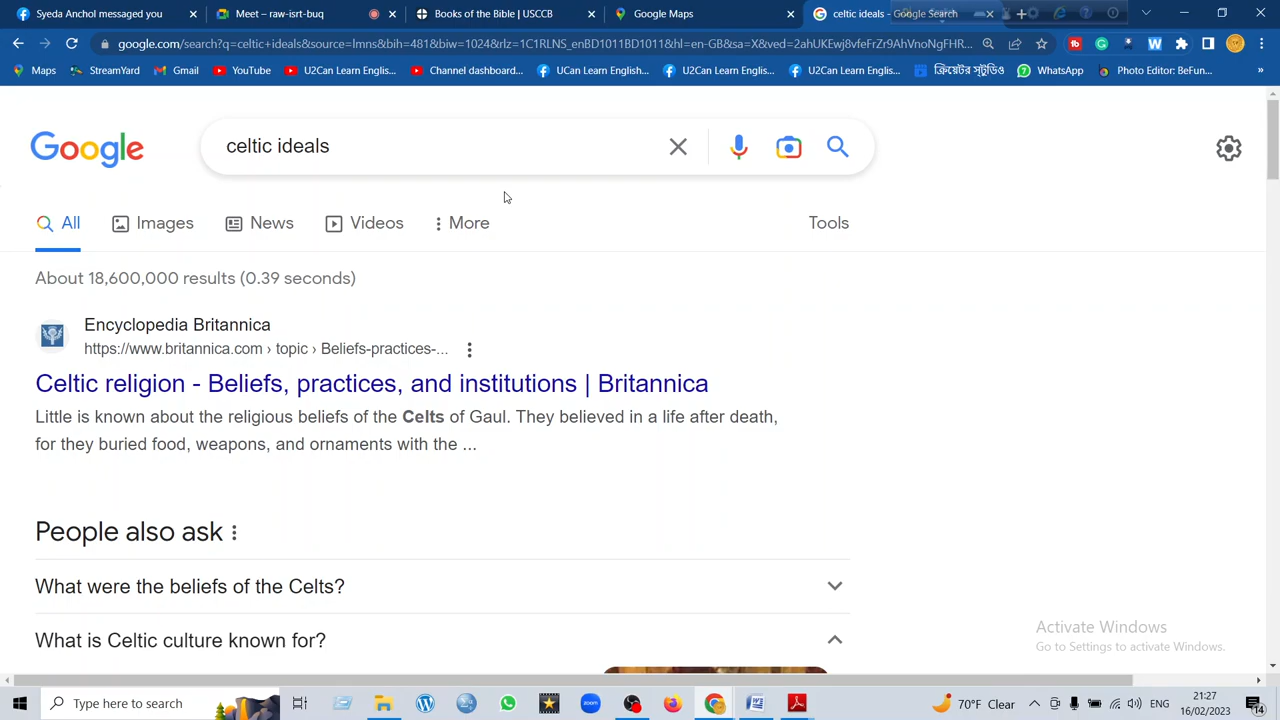 Syeda Anchol messaged you
Meet – raw-isrt-buq
Books of the Bible | USCCB
Google Maps
celtic ideals - Google Search
google.com/search?q=celtic+ideals&source=lmns&bih=481&biw=1024&rlz=1C1RLNS_enBD1011BD1011&hl=en-GB&sa=X&ved=2ahUKEwj8vfeFrZr9AhVnoNgFHR...
Maps
StreamYard
Gmail
YouTube
U2Can Learn Englis...
Channel dashboard...
UCan Learn English...
U2Can Learn Englis...
U2Can Learn Englis...
ক্রিয়েটর স্টুডিও
WhatsApp
Photo Editor: BeFun...
»
Google
celtic ideals
All
Images
News
Videos
More
Tools
About 18,600,000 results (0.39 seconds)
Encyclopedia Britannica
https://www.britannica.com › topic › Beliefs-practices-...
Celtic religion - Beliefs, practices, and institutions | Britannica
Little is known about the religious beliefs of the Celts of Gaul. They believed in a life after death,
for they buried food, weapons, and ornaments with the ...
People also ask
What were the beliefs of the Celts?
What is Celtic culture known for?
Activate Windows
Go to Settings to activate Windows.
Type here to search
zoom
70°F Clear
ENG
21:27
16/02/2023
14